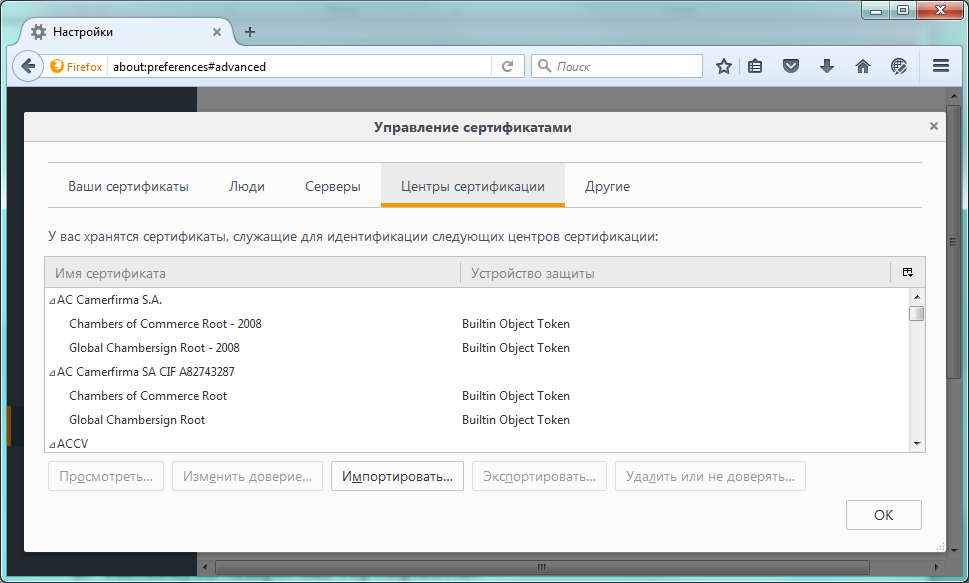 Настройки
Firefox about:preferences#advanced Поиск
Управление сертификатами
Ваши сертификаты Люди Серверы Центры сертификации Другие
У вас хранятся сертификаты, служащие для идентификации следующих центров сертификации:
Имя сертификата Устройство защиты
AC Camerfirma S.A.
Chambers of Commerce Root - 2008 Builtin Object Token
Global Chambersign Root - 2008 Builtin Object Token
AC Camerfirma SA CIF A82743287
Chambers of Commerce Root Builtin Object Token
Global Chambersign Root Builtin Object Token
ACCV
Просмотреть... Изменить доверие... Импортировать... Экспортировать... Удалить или не доверять...
OK